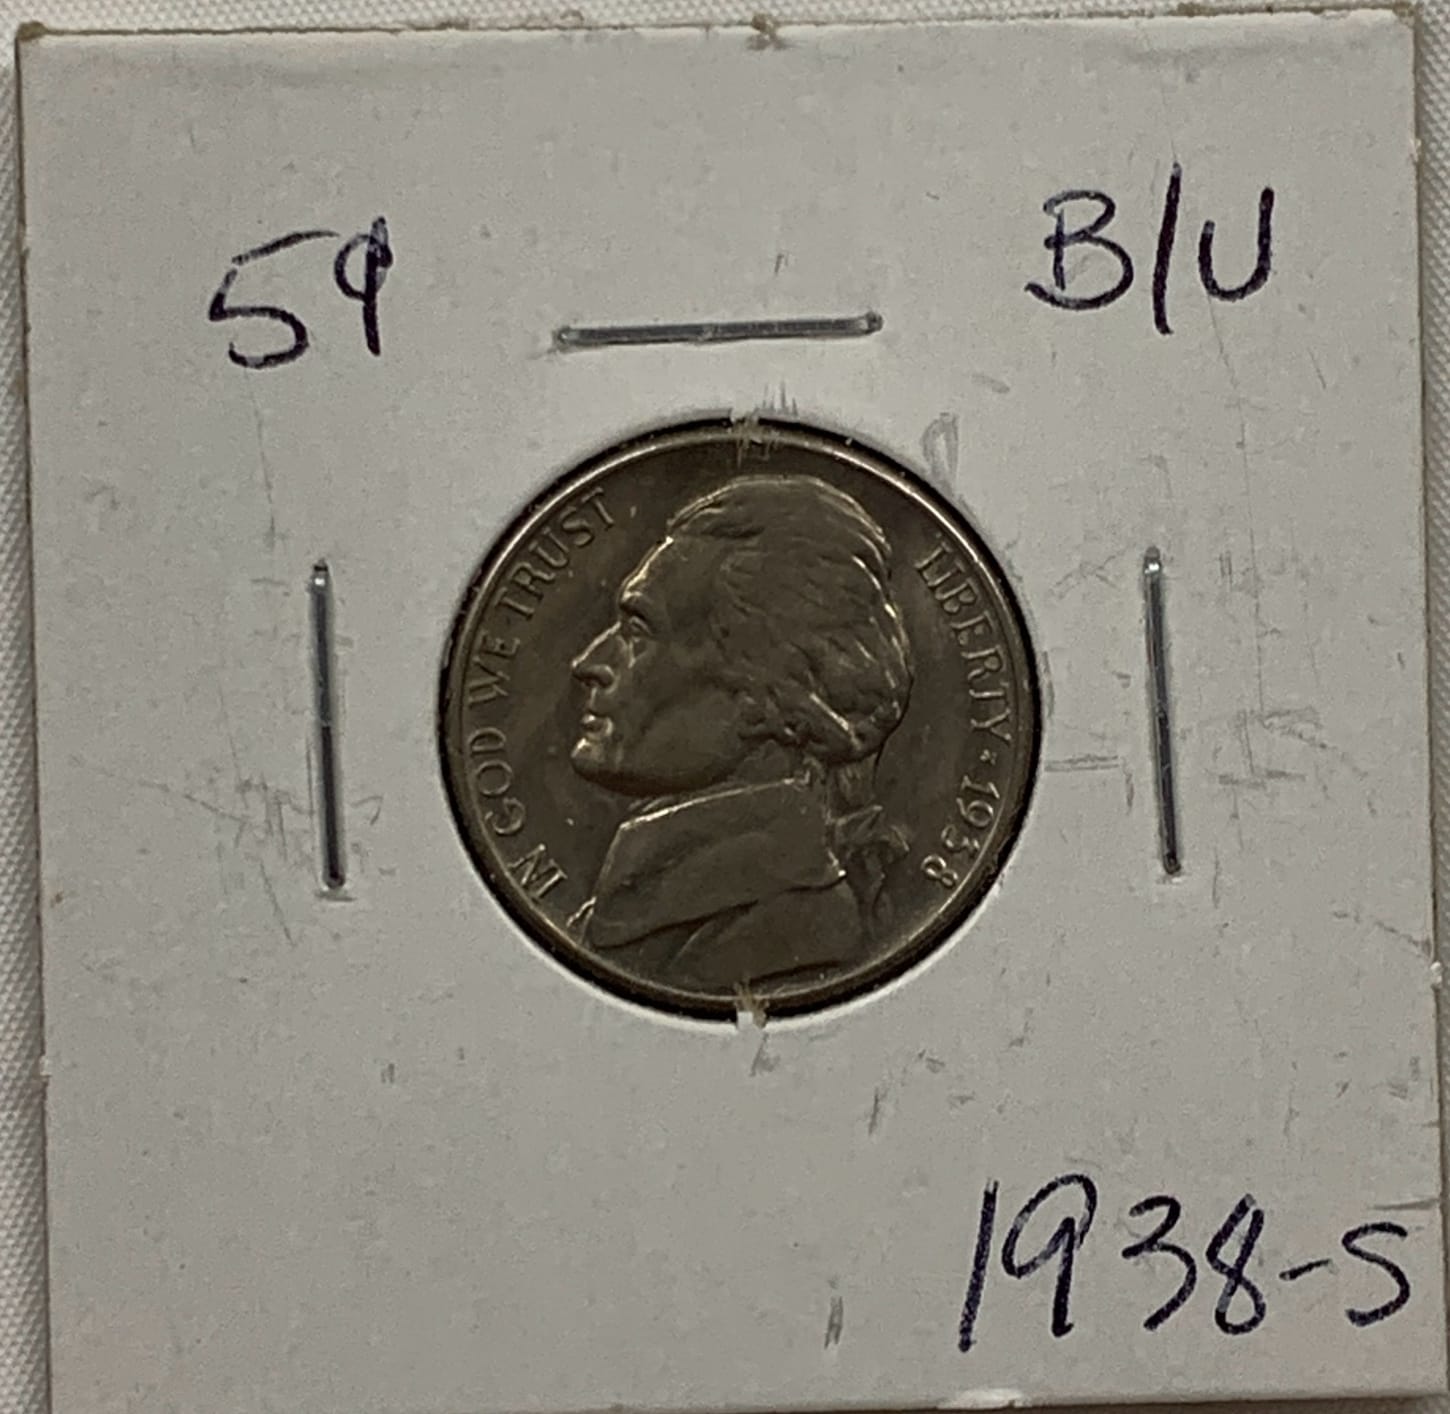 5¢
B/U
IN GOD WE TRUST
LIBERTY * 1938
1938-S